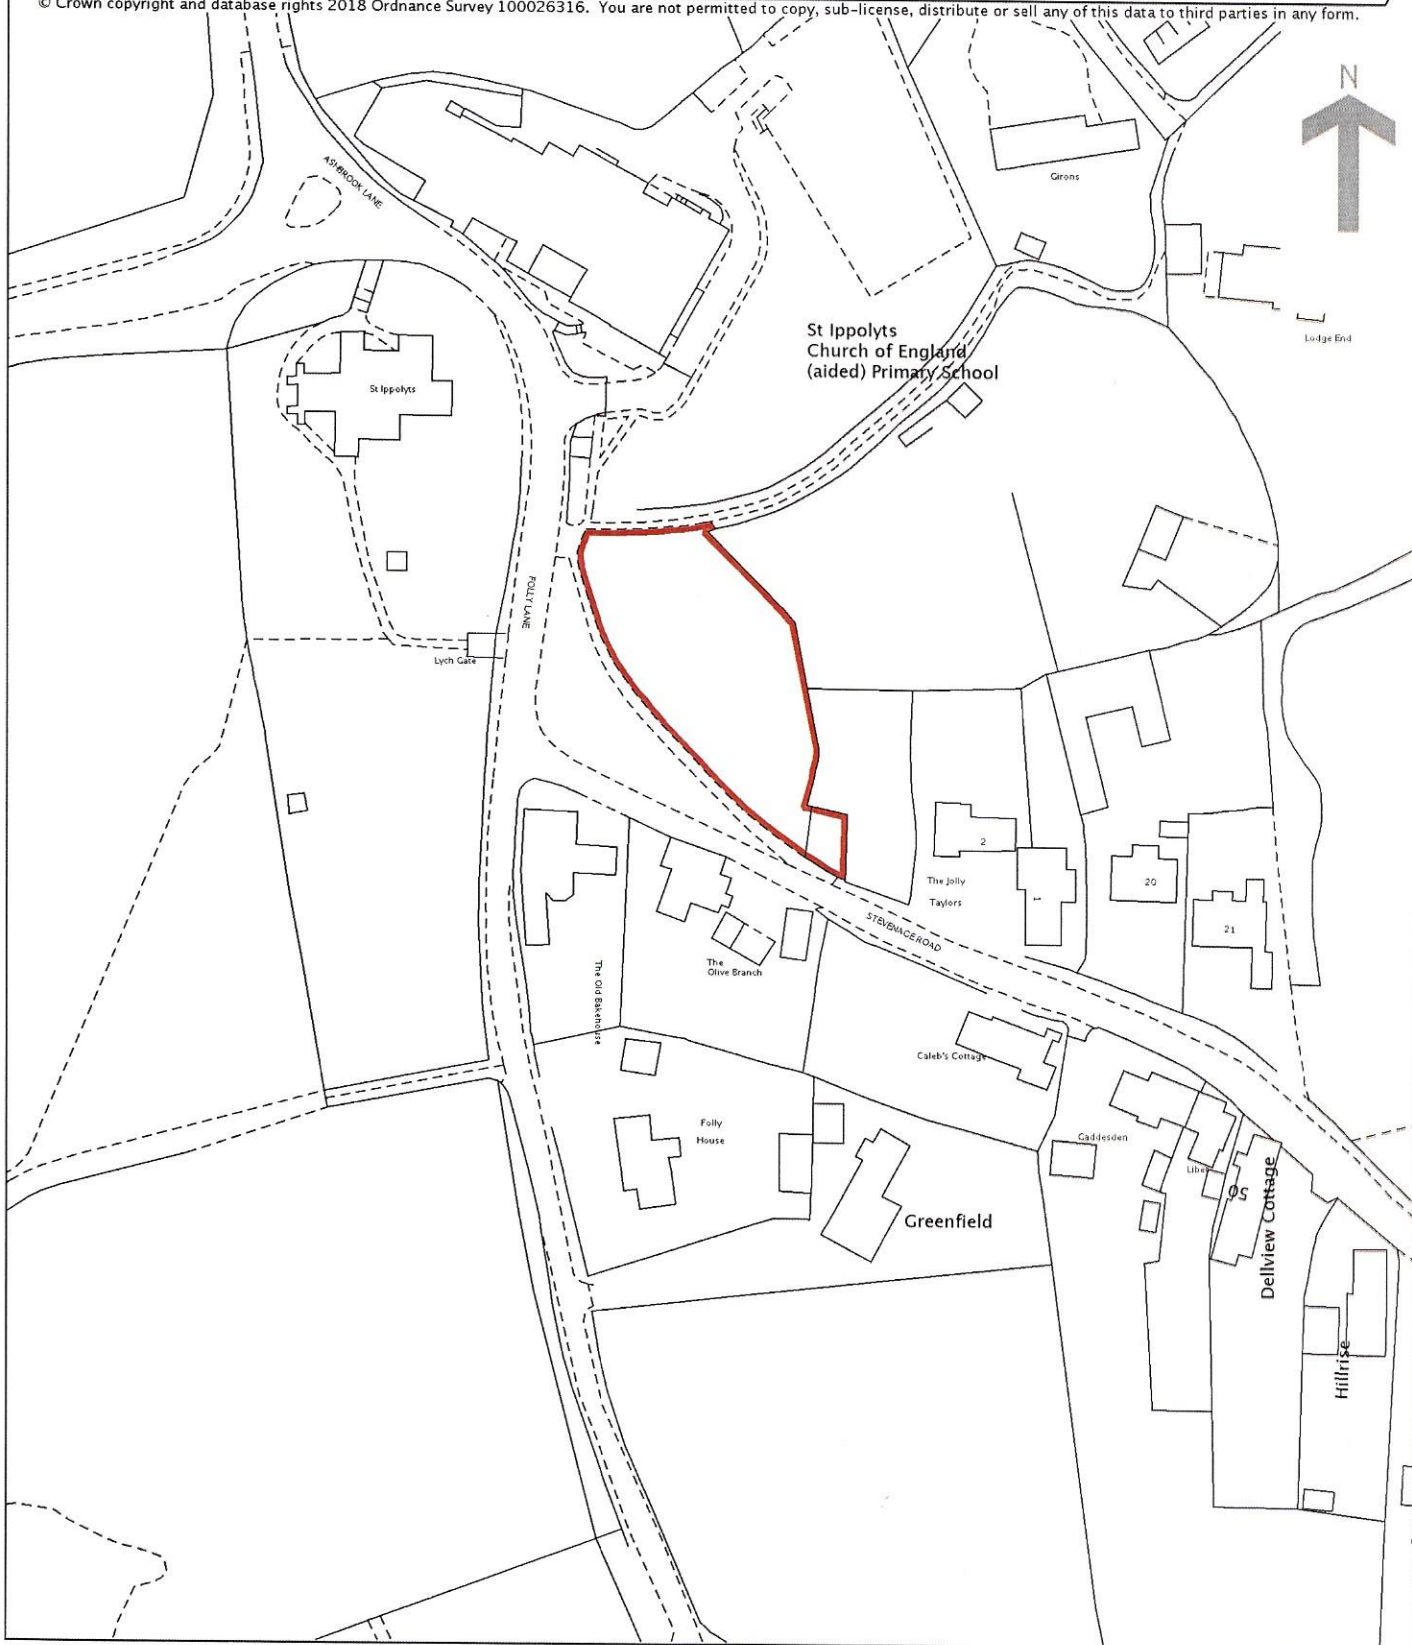 © Crown copyright and database rights 2018 Ordnance Survey 100026316. You are not permitted to copy, sub-license, distribute or sell any of this data to third parties in any form.
N
ASHBROOK LANE
Girons
St Ippolyts
Church of England
(aided) Primary School
Lodge End
St Ippolyts
FOLLY LANE
Lych Gate
2
The Jolly
Taylors
1
20
21
STEVENAGE ROAD
The
Olive Branch
The Old Bakehouse
Caleb's Cottage
Folly
House
Gaddesden
Greenfield
50
Dellview Cottage
Hillrise